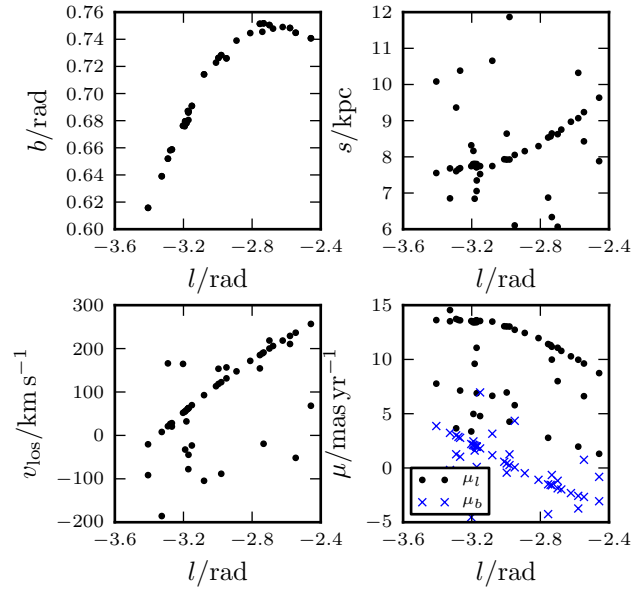 0.76
0.74
0.72
0.70
0.68
0.66
0.64
0.62
0.60
b/rad
−3.6 −3.2 −2.8 −2.4
l/rad
12
11
10
9
8
7
6
s/kpc
−3.6 −3.2 −2.8 −2.4
l/rad
300
200
100
0
−100
−200
v_los/km s⁻¹
−3.6 −3.2 −2.8 −2.4
l/rad
15
10
5
0
−5
μ/mas yr⁻¹
μ_l
μ_b
−3.6 −3.2 −2.8 −2.4
l/rad